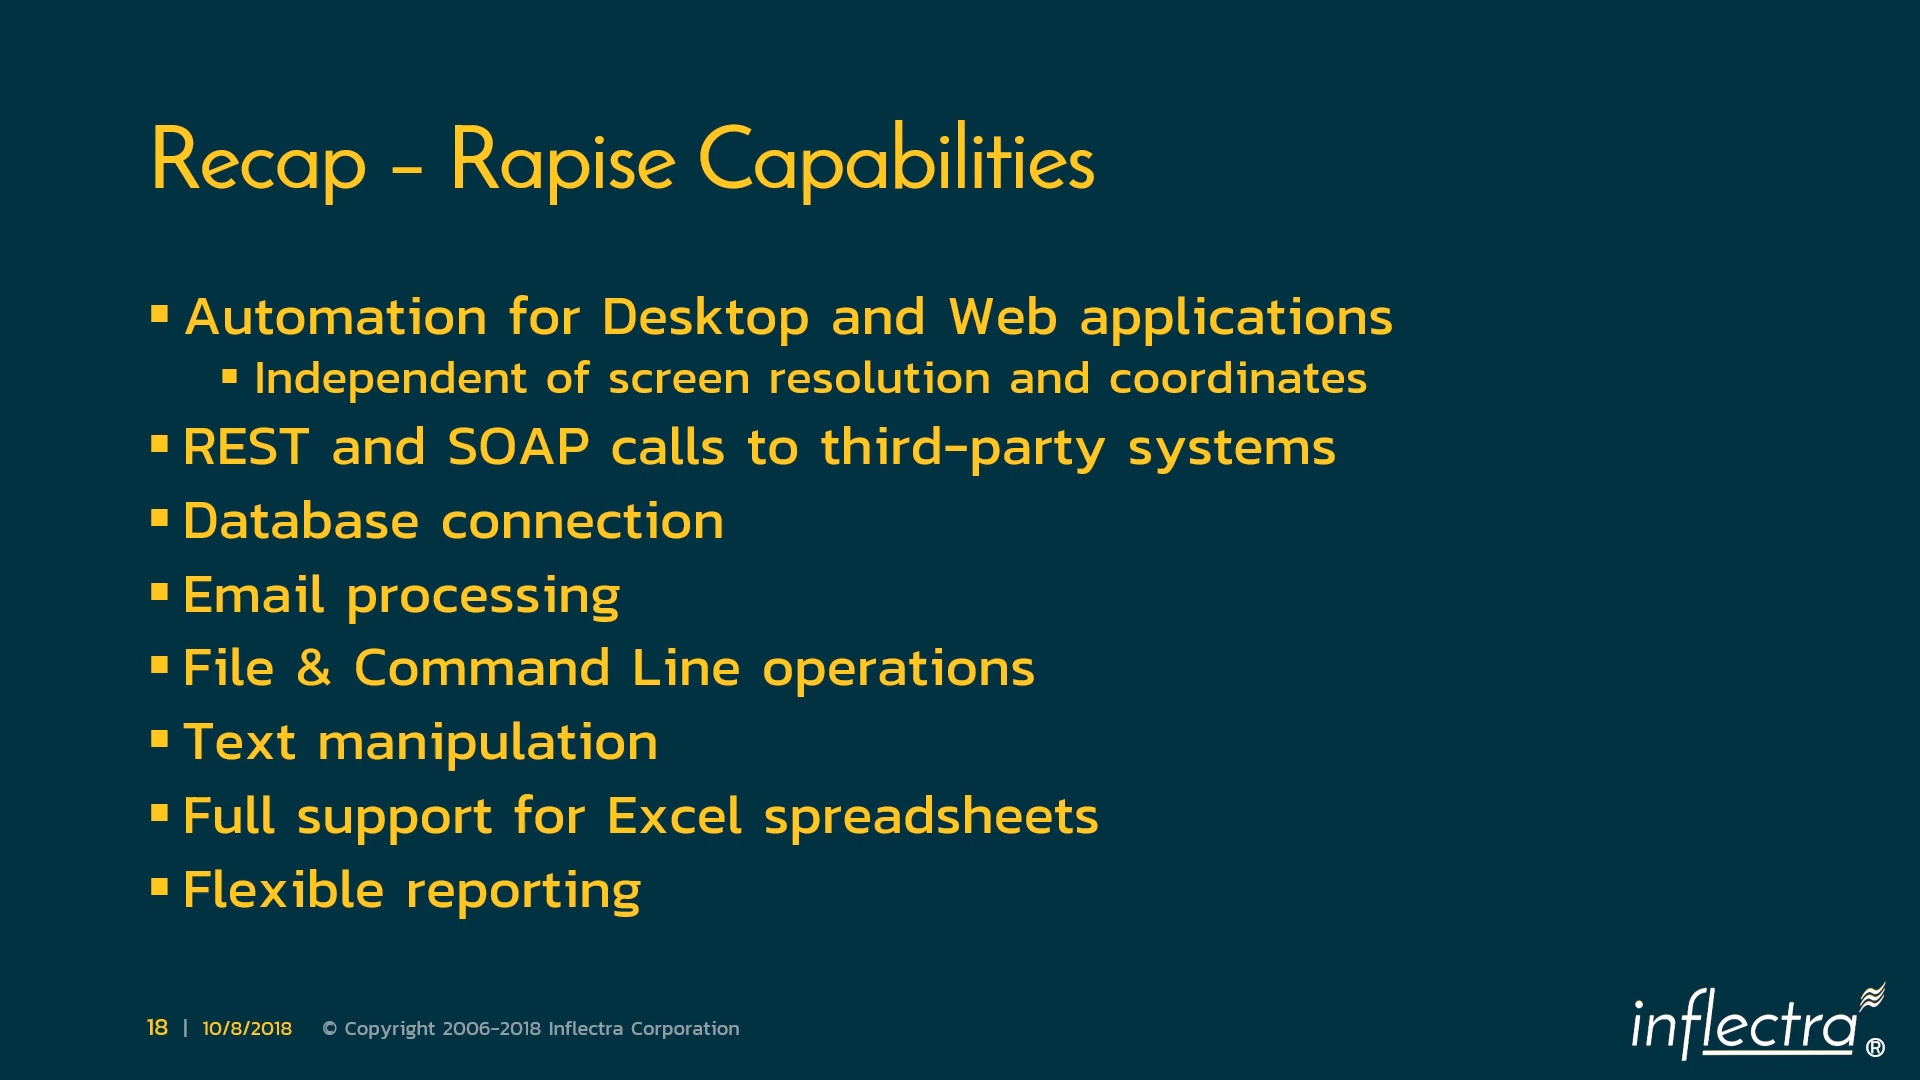 Recap – Rapise Capabilities
▪ Automation for Desktop and Web applications
▪ Independent of screen resolution and coordinates
▪ REST and SOAP calls to third-party systems
▪ Database connection
▪ Email processing
▪ File & Command Line operations
▪ Text manipulation
▪ Full support for Excel spreadsheets
▪ Flexible reporting
18 | 10/8/2018 © Copyright 2006-2018 Inflectra Corporation
inflectra®